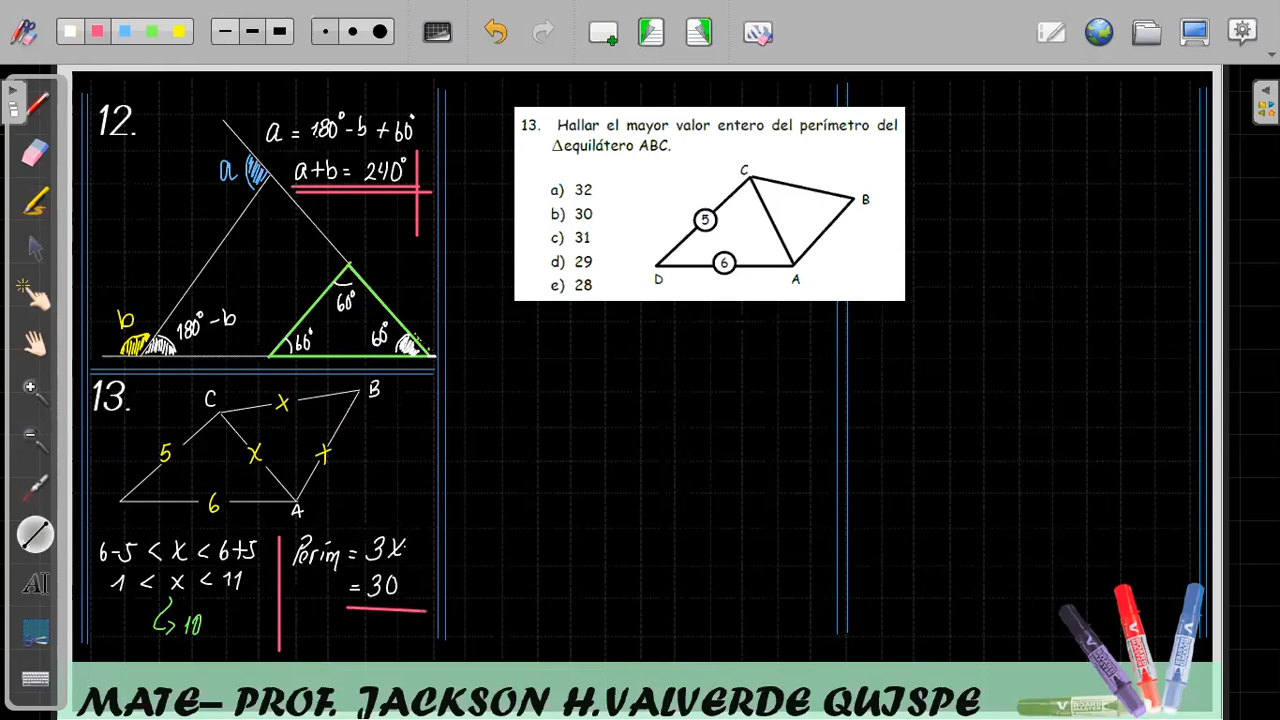 12.
a = 180° - b + 60°
a + b = 240°
a
b
180° - b
60°
60°
60°
13.
C
B
x
5
x
x
6
A
6-5 < x < 6+5
1 < x < 11
10
Perim = 3x
= 30
13. Hallar el mayor valor entero del perímetro del
Δequilátero ABC.
a) 32
b) 30
c) 31
d) 29
e) 28
C
B
5
6
D
A
MATE– PROF. JACKSON H.VALVERDE QUISPE